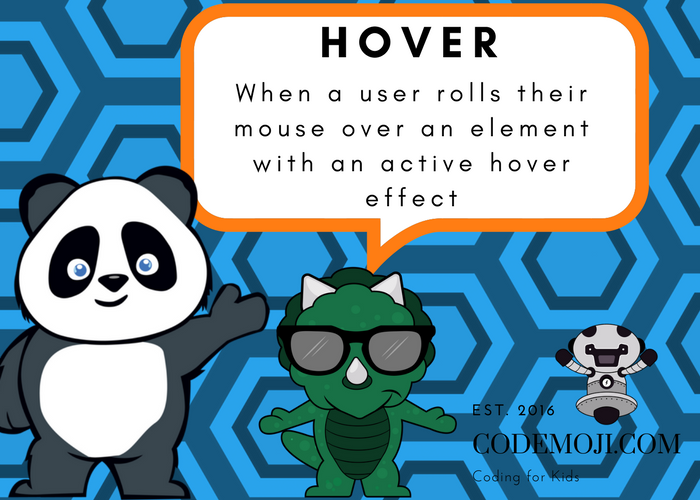 HOVER
When a user rolls their
mouse over an element
with an active hover
effect
EST. 2016
CODEMOJI.COM
Coding for Kids